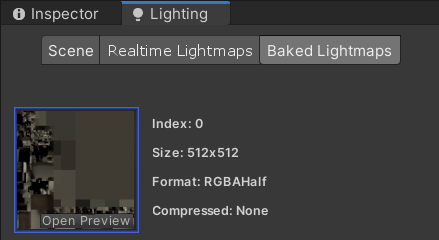 Inspector
Lighting
Scene
Realtime Lightmaps
Baked Lightmaps
Index: 0
Size: 512x512
Format: RGBAHalf
Compressed: None
Open Preview